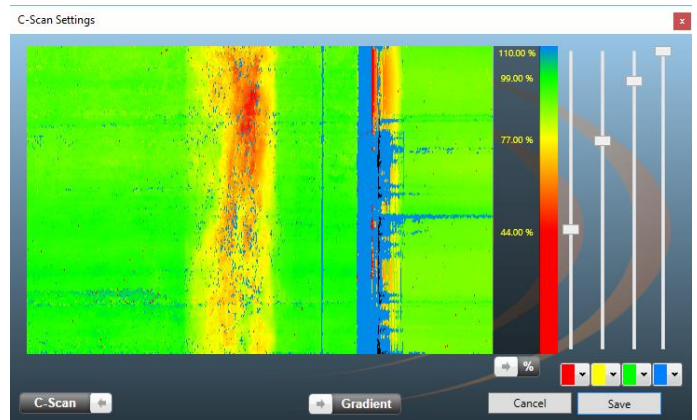 C-Scan Settings
x
110.00 %
99.00 %
77.00 %
44.00 %
%
C-Scan
Gradient
Cancel
Save